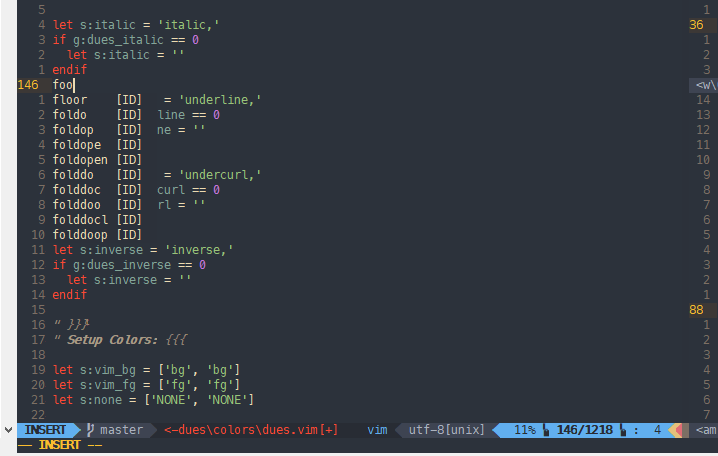 5
4 let s:italic = 'italic,'
3 if g:dues_italic == 0
2   let s:italic = ''
1 endif
146 foo
1 floor    [ID]   = 'underline,'
2 foldo    [ID]  line == 0
3 foldop   [ID]  ne = ''
4 foldope  [ID]
5 foldopen [ID]
6 folddo   [ID]   = 'undercurl,'
7 folddoc  [ID]  curl == 0
8 folddoo  [ID]  rl = ''
9 folddocl [ID]
10 folddoop [ID]
11 let s:inverse = 'inverse,'
12 if g:dues_inverse == 0
13   let s:inverse = ''
14 endif
15
16 " }}}
17 " Setup Colors: {{{
18
19 let s:vim_bg = ['bg', 'bg']
20 let s:vim_fg = ['fg', 'fg']
21 let s:none = ['NONE', 'NONE']
22
INSERT master <-dues\colors\dues.vim[+] vim utf-8[unix] 11% 146/1218 : 4
-- INSERT --
1
36
1
2
3
<w\
14
13
12
11
10
9
8
7
6
5
4
3
2
1
88
1
2
3
4
5
6
7
<am